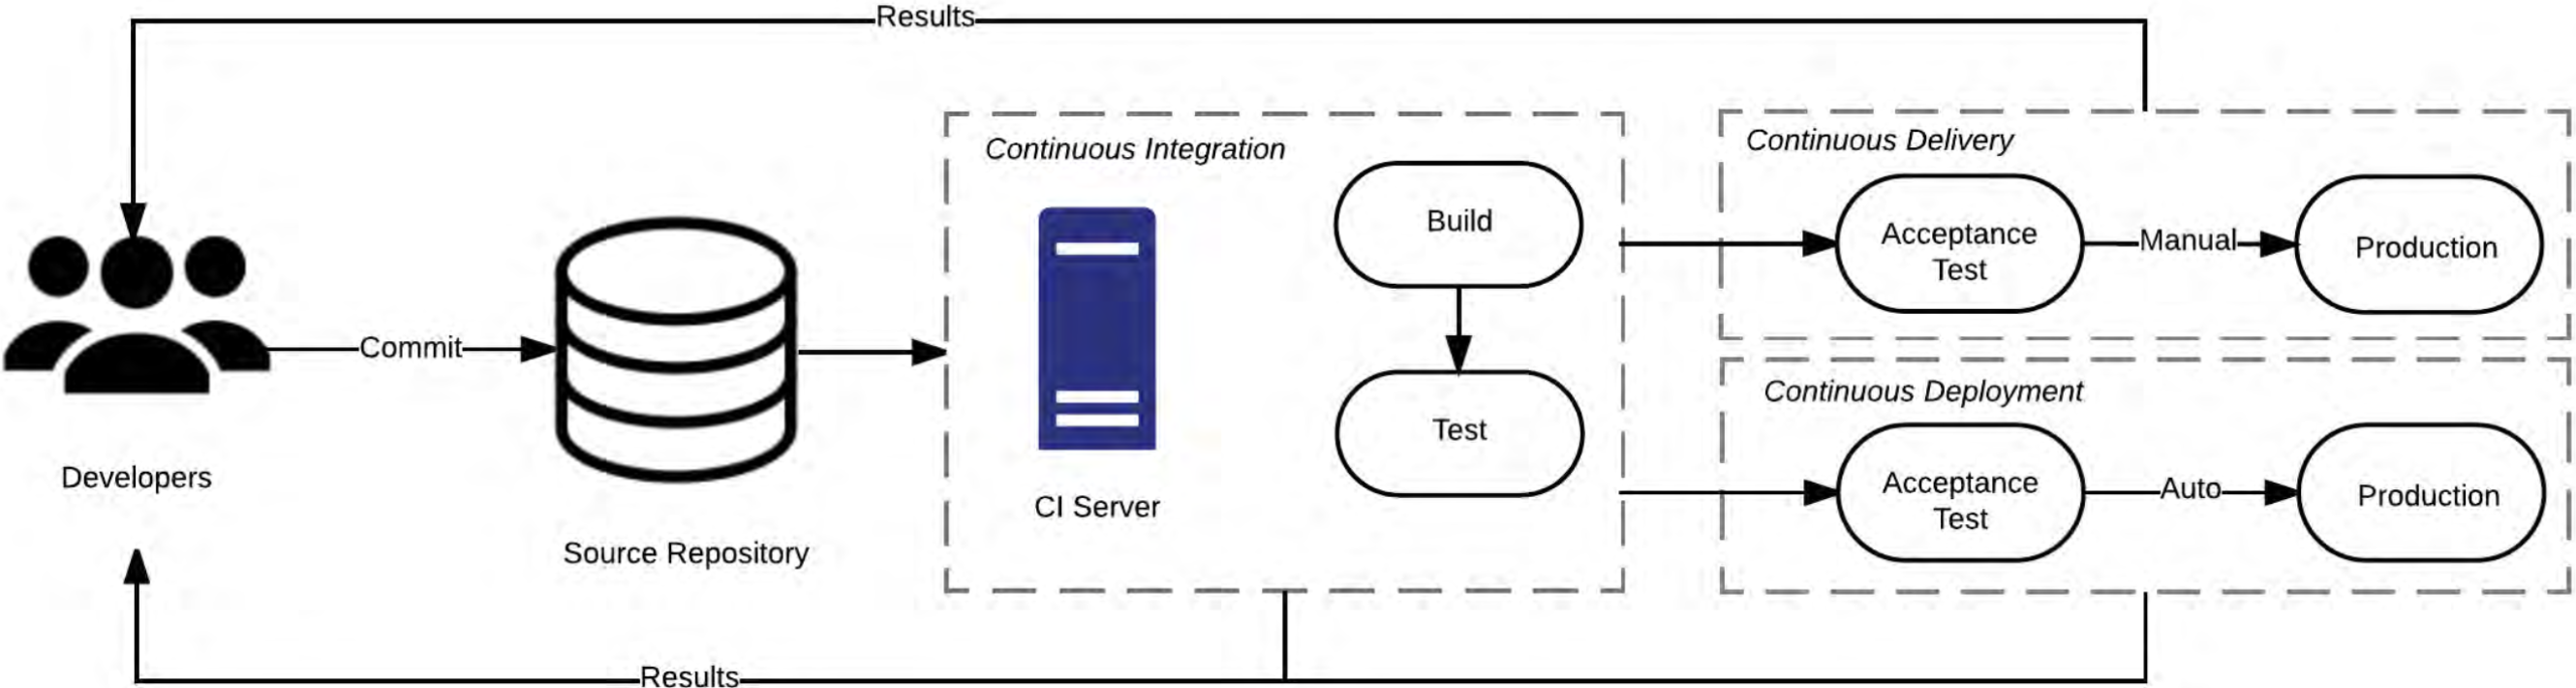 Results
Continuous Integration
Continuous Delivery
Build
Acceptance
Test
Manual
Production
Commit
Continuous Deployment
Test
Developers
CI Server
Acceptance
Test
Auto
Production
Source Repository
Results